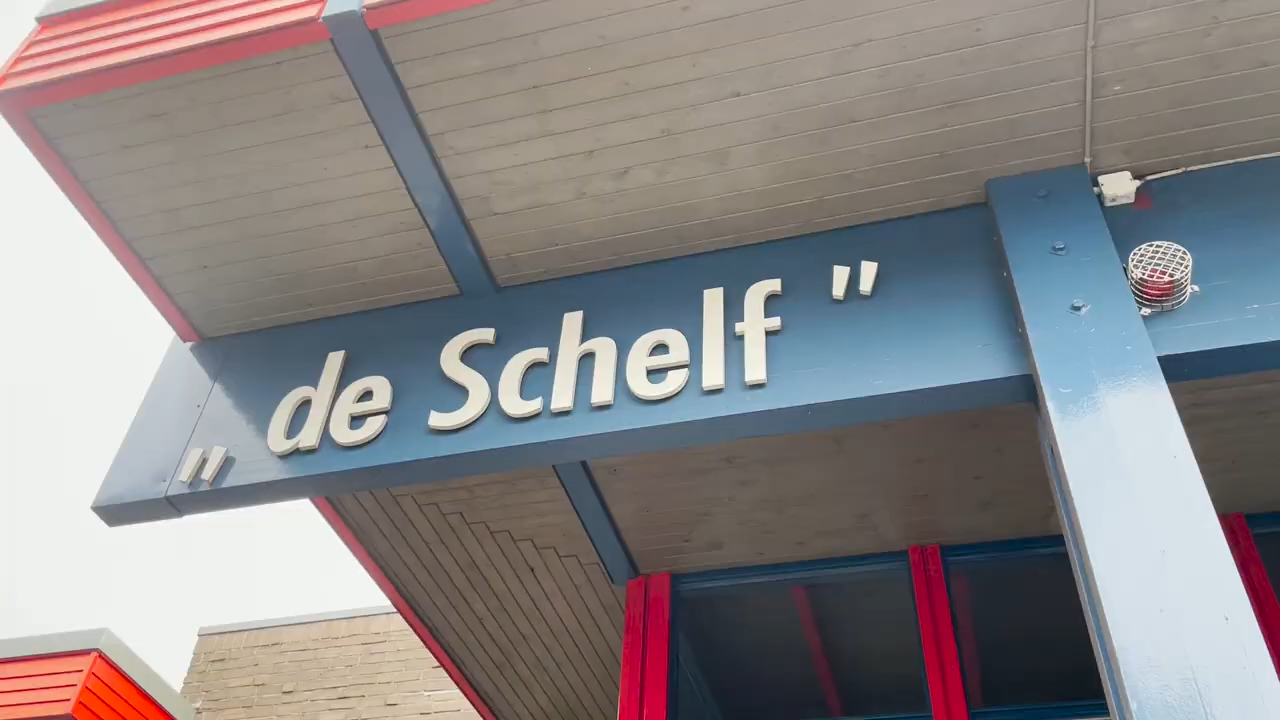 „ de Schelf "